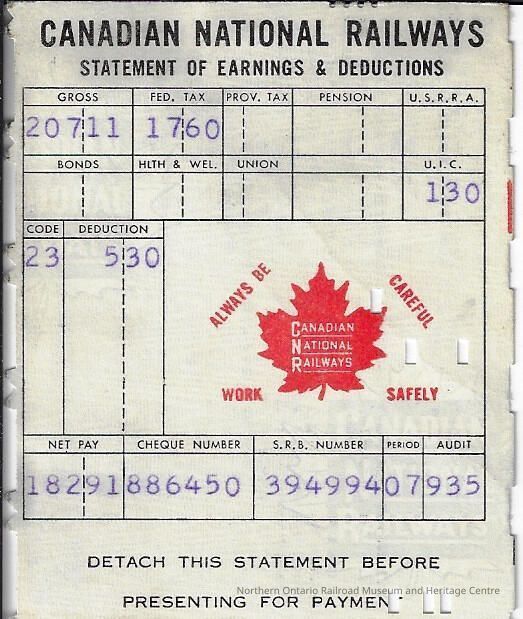 CANADIAN NATIONAL RAILWAYS
STATEMENT OF EARNINGS & DEDUCTIONS
GROSS FED. TAX PROV. TAX PENSION U.S.R.R.A.
20711 1760
BONDS HLTH & WEL. UNION U.I.C.
130
CODE DEDUCTION
23 530
ALWAYS BE CAREFUL
CANADIAN
NATIONAL
RAILWAYS
WORK SAFELY
NET PAY CHEQUE NUMBER S.R.B. NUMBER PERIOD AUDIT
18291 886450 394994 07 935
DETACH THIS STATEMENT BEFORE
Northern Ontario Railroad Museum and Heritage Centre
PRESENTING FOR PAYMENT